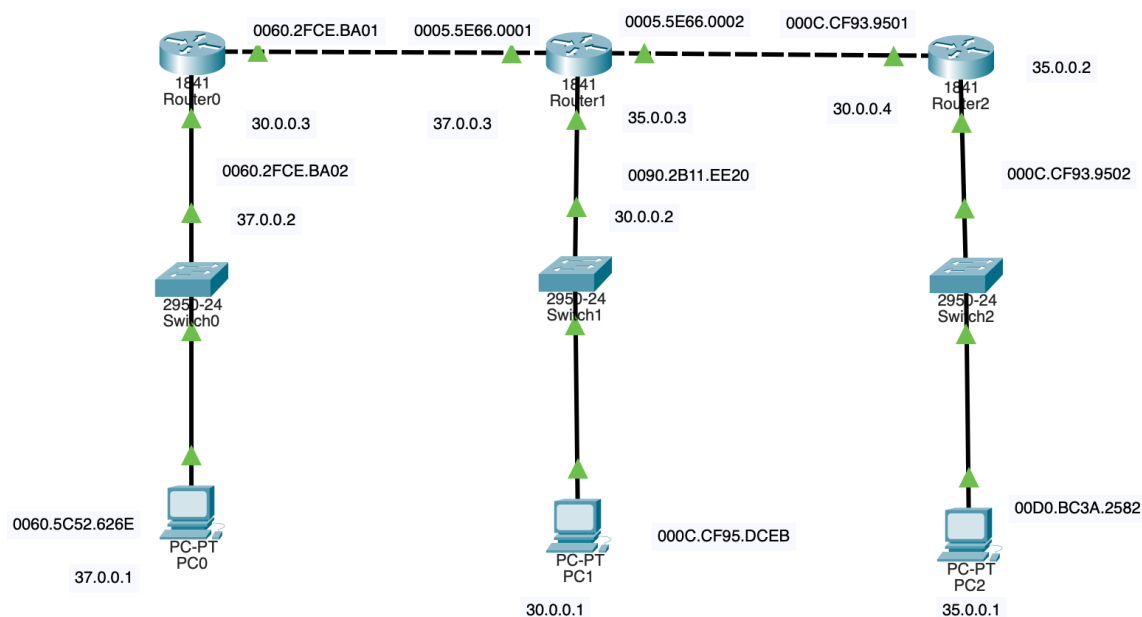 0060.2FCE.BA01
0005.5E66.0001
0005.5E66.0002
000C.CF93.9501
35.0.0.2
1841
Router0
1841
Router1
1841
Router2
30.0.0.3
37.0.0.3
35.0.0.3
30.0.0.4
0060.2FCE.BA02
0090.2B11.EE20
000C.CF93.9502
37.0.0.2
30.0.0.2
2950-24
Switch0
2950-24
Switch1
2950-24
Switch2
0060.5C52.626E
PC-PT
PC0
37.0.0.1
000C.CF95.DCEB
PC-PT
PC1
30.0.0.1
00D0.BC3A.2582
PC-PT
PC2
35.0.0.1